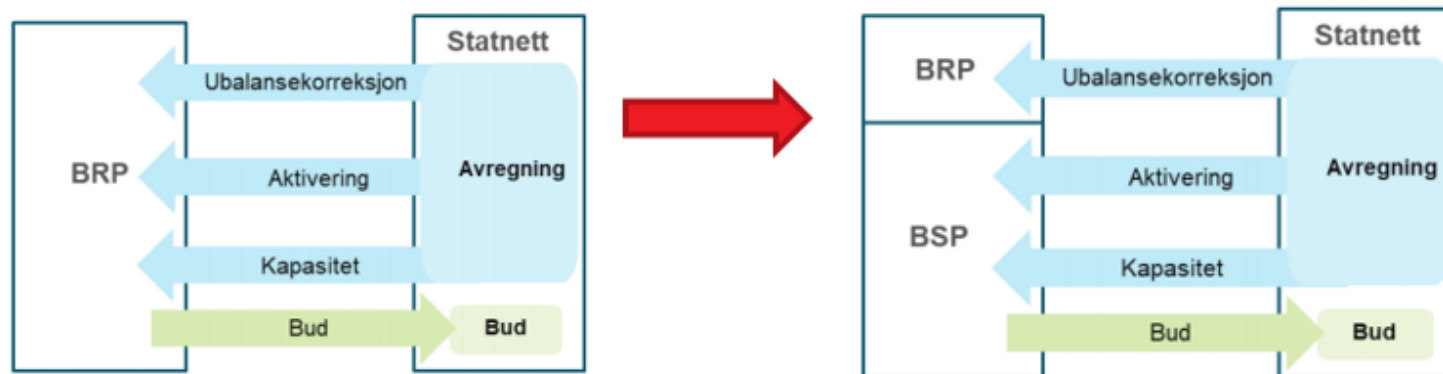 Statnett
Ubalansekorreksjon
BRP
Aktivering
Avregning
Kapasitet
Bud
Bud
Statnett
BRP
Ubalansekorreksjon
Aktivering
Avregning
BSP
Kapasitet
Bud
Bud